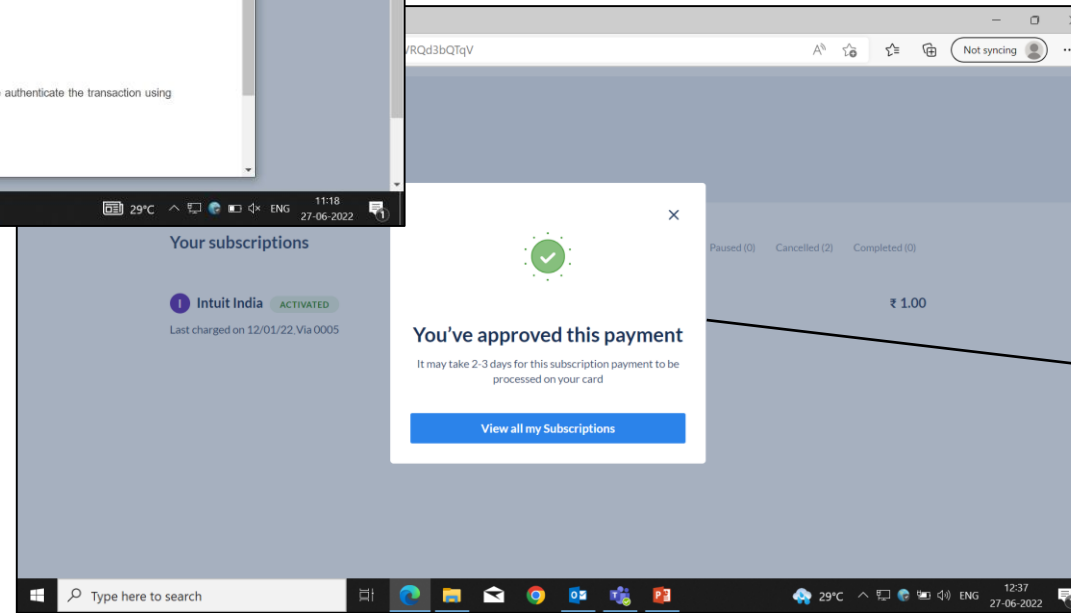 authenticate the transaction using
29°C ENG 11:18
27-06-2022
1
VRQd3bQTqV
Not syncing
Your subscriptions
Paused (0) Cancelled (2) Completed (0)
I Intuit India ACTIVATED ₹ 1.00
Last charged on 12/01/22,Via 0005
You've approved this payment
It may take 2-3 days for this subscription payment to be
processed on your card
View all my Subscriptions
Type here to search
29°C ENG 12:37
27-06-2022